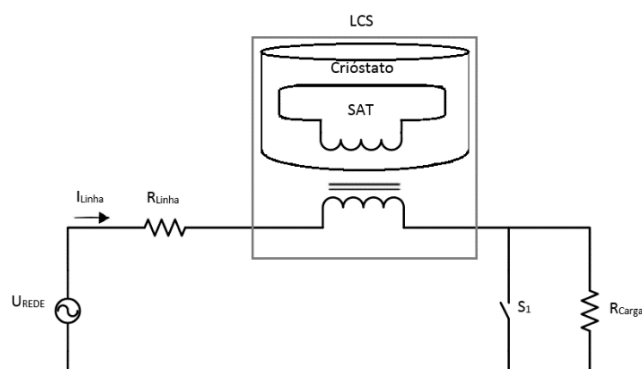 LCS
Crióstato
SAT
ILinha
RLinha
UREDE
S1
RCarga